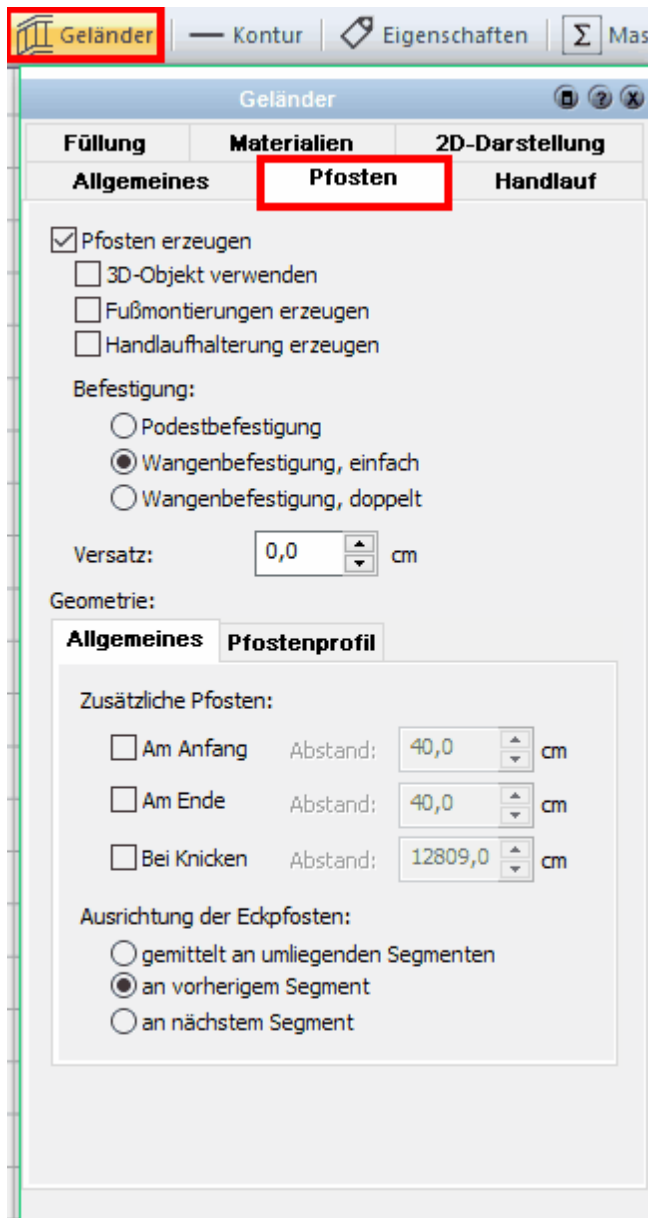 Geländer Kontur Eigenschaften Σ Mas
Geländer
Füllung Materialien 2D-Darstellung
Allgemeines Pfosten Handlauf
Pfosten erzeugen
3D-Objekt verwenden
Fußmontierungen erzeugen
Handlaufhalterung erzeugen
Befestigung:
Podestbefestigung
Wangenbefestigung, einfach
Wangenbefestigung, doppelt
Versatz: 0,0 cm
Geometrie:
Allgemeines Pfostenprofil
Zusätzliche Pfosten:
Am Anfang Abstand: 40,0 cm
Am Ende Abstand: 40,0 cm
Bei Knicken Abstand: 12809,0 cm
Ausrichtung der Eckpfosten:
gemittelt an umliegenden Segmenten
an vorherigem Segment
an nächstem Segment